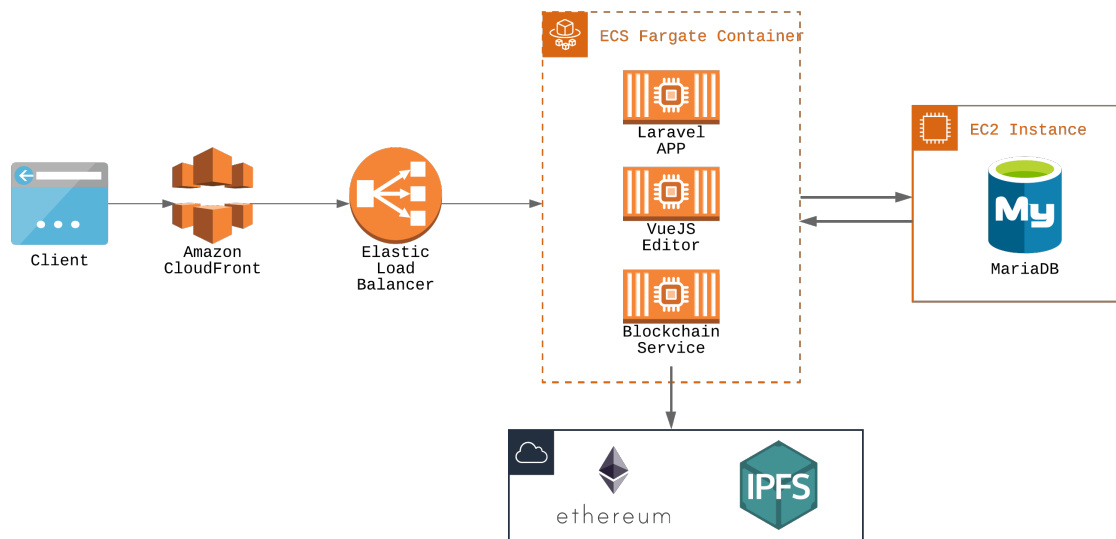 ECS Fargate Container
Laravel
APP
EC2 Instance
My
MariaDB
Client
Amazon
CloudFront
Elastic
Load
Balancer
VueJS
Editor
Blockchain
Service
ethereum
IPFS